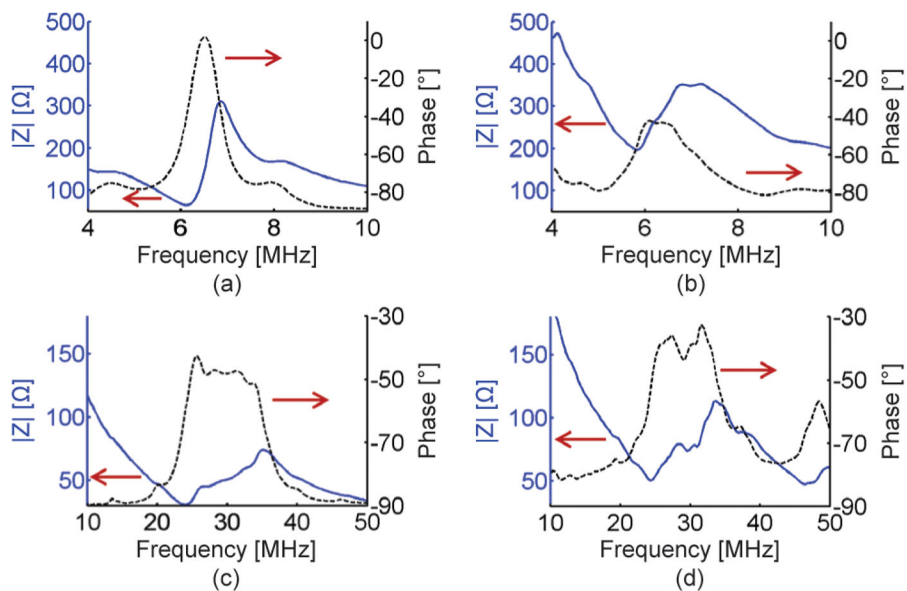 500
400
300
200
100
|Z| [Ω]
0
-20
-40
-60
-80
Phase [°]
4 6 8 10
Frequency [MHz]
(a)
500
400
300
200
100
|Z| [Ω]
0
-20
-40
-60
-80
Phase [°]
4 6 8 10
Frequency [MHz]
(b)
150
100
50
|Z| [Ω]
-30
-50
-70
-90
Phase [°]
10 20 30 40 50
Frequency [MHz]
(c)
150
100
50
|Z| [Ω]
-30
-50
-70
-90
Phase [°]
10 20 30 40 50
Frequency [MHz]
(d)